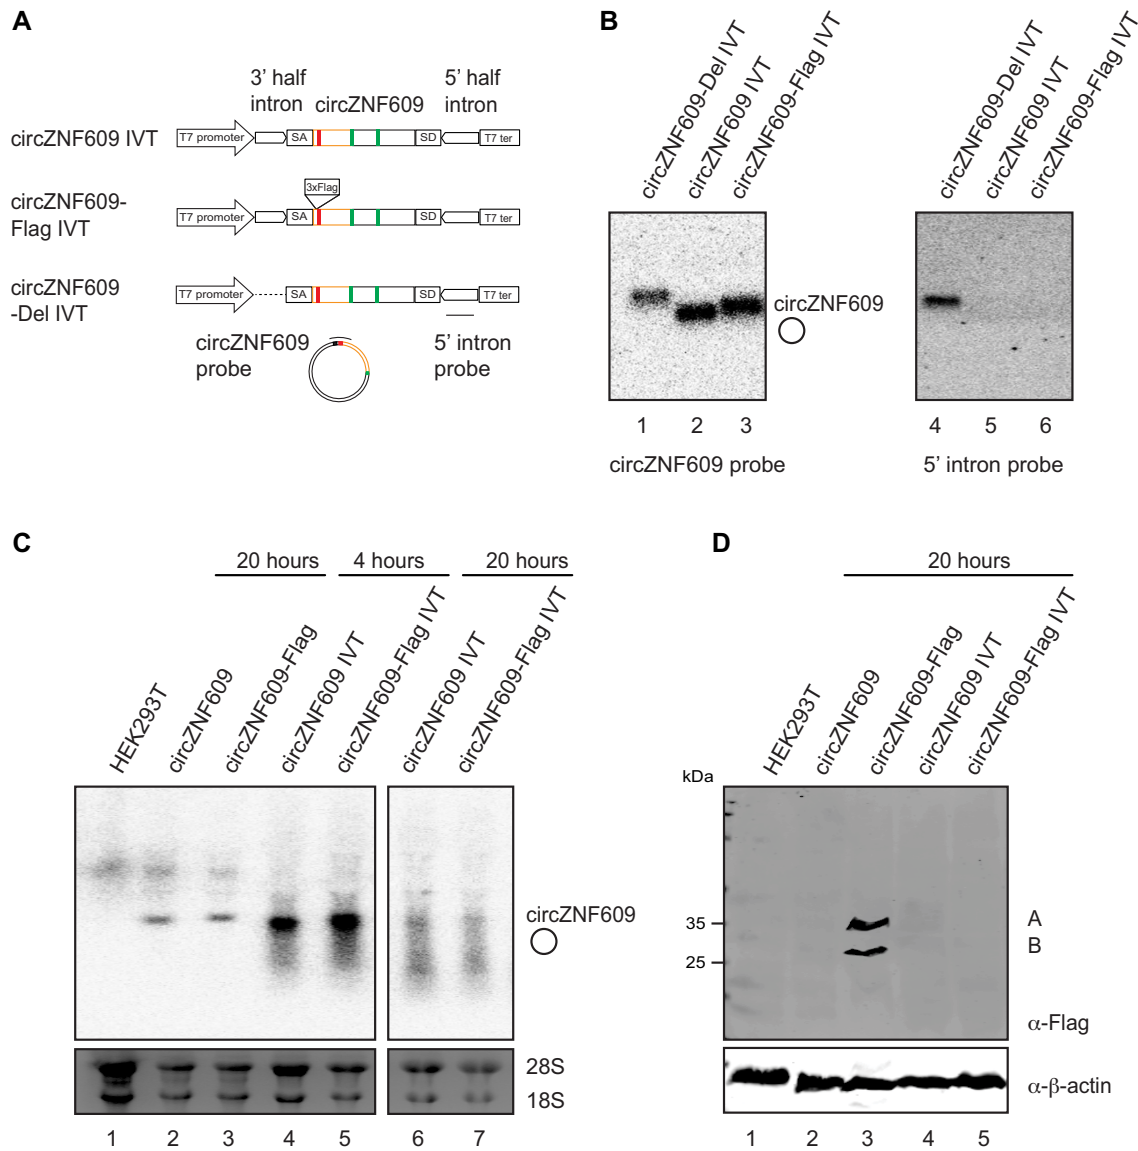 A
3' half
intron
circZNF609
5' half
intron
circZNF609 IVT
T7 promoter
SA
SD
T7 ter
3xFlag
circZNF609-
Flag IVT
T7 promoter
SA
SD
T7 ter
circZNF609
-Del IVT
T7 promoter
SA
SD
T7 ter
circZNF609
probe
5' intron
probe
B
circZNF609-Del IVT
circZNF609 IVT
circZNF609-Flag IVT
circZNF609-Del IVT
circZNF609 IVT
circZNF609-Flag IVT
circZNF609
1 2 3
4 5 6
circZNF609 probe
5' intron probe
C
20 hours
4 hours
20 hours
HEK293T
circZNF609
circZNF609-Flag
circZNF609 IVT
circZNF609-Flag IVT
circZNF609 IVT
circZNF609-Flag IVT
circZNF609
28S
18S
1 2 3 4 5 6 7
D
20 hours
HEK293T
circZNF609
circZNF609-Flag
circZNF609 IVT
circZNF609-Flag IVT
kDa
35
25
A
B
α-Flag
α-β-actin
1 2 3 4 5